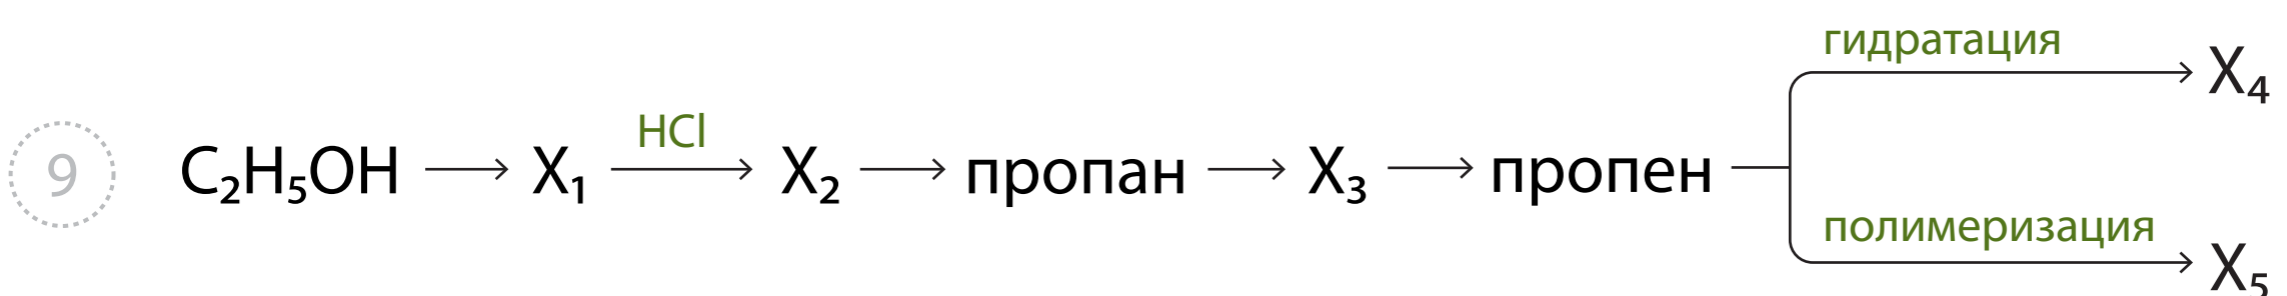 гидратация
X₄
9 C₂H₅OH → X₁ HCl → X₂ → пропан → X₃ → пропен
полимеризация
X₅